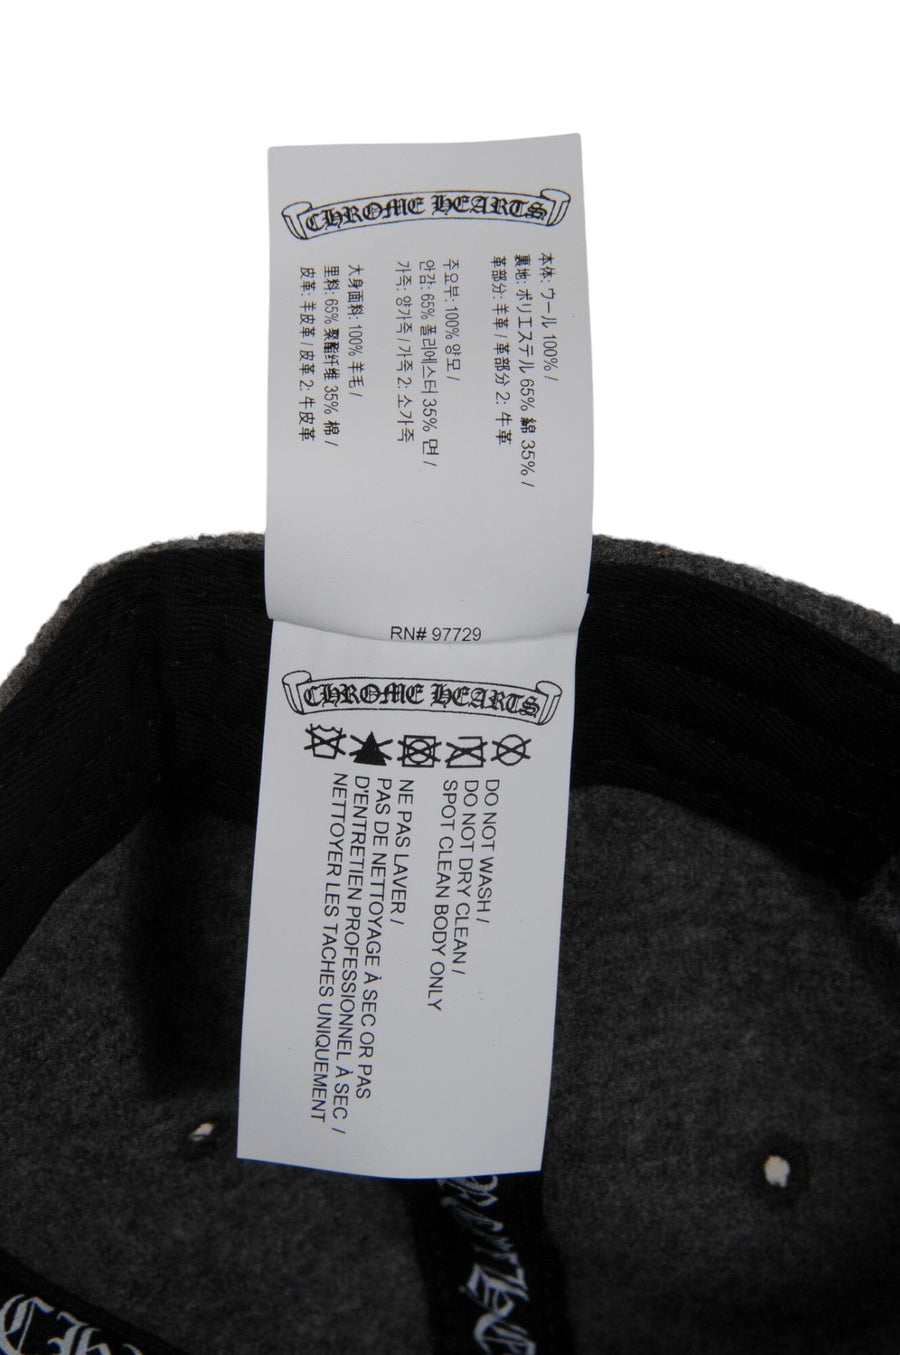 CHROME HEARTS
本体: ウール 100% /
裏地: ポリエステル 65% 綿 35% /
革部分: 羊革 / 革部分 2: 牛革
주요부: 100% 양모 /
안감: 65% 폴리에스터 35% 면 /
가죽: 양가죽 / 가죽 2: 소가죽
大身面料: 100% 羊毛 /
里料: 65% 聚酯纤维 35% 棉 /
皮革: 羊皮革 / 皮革 2: 牛皮革
RN# 97729
CHROME HEARTS
DO NOT WASH /
DO NOT DRY CLEAN /
SPOT CLEAN BODY ONLY
NE PAS LAVER /
PAS DE NETTOYAGE À SEC OR PAS
D'ENTRETIEN PROFESSIONNEL À SEC /
NETTOYER LES TACHES UNIQUEMENT